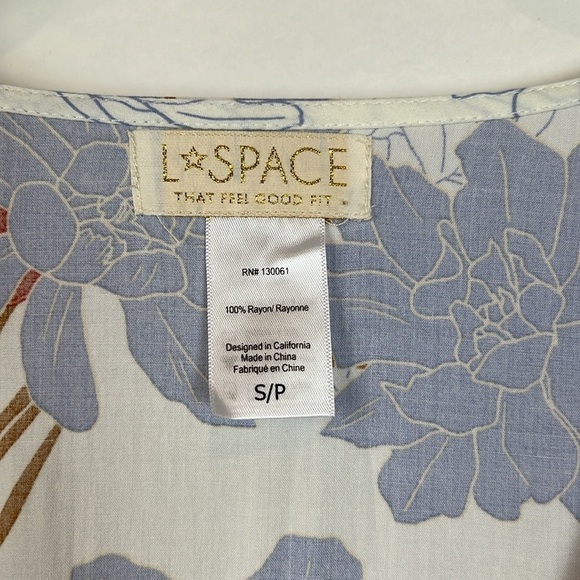 L☆SPACE
THAT FEEL GOOD FIT.
RN# 130061
100% Rayon/ Rayonne
Designed in California
Made in China
Fabriqué en Chine
S/P